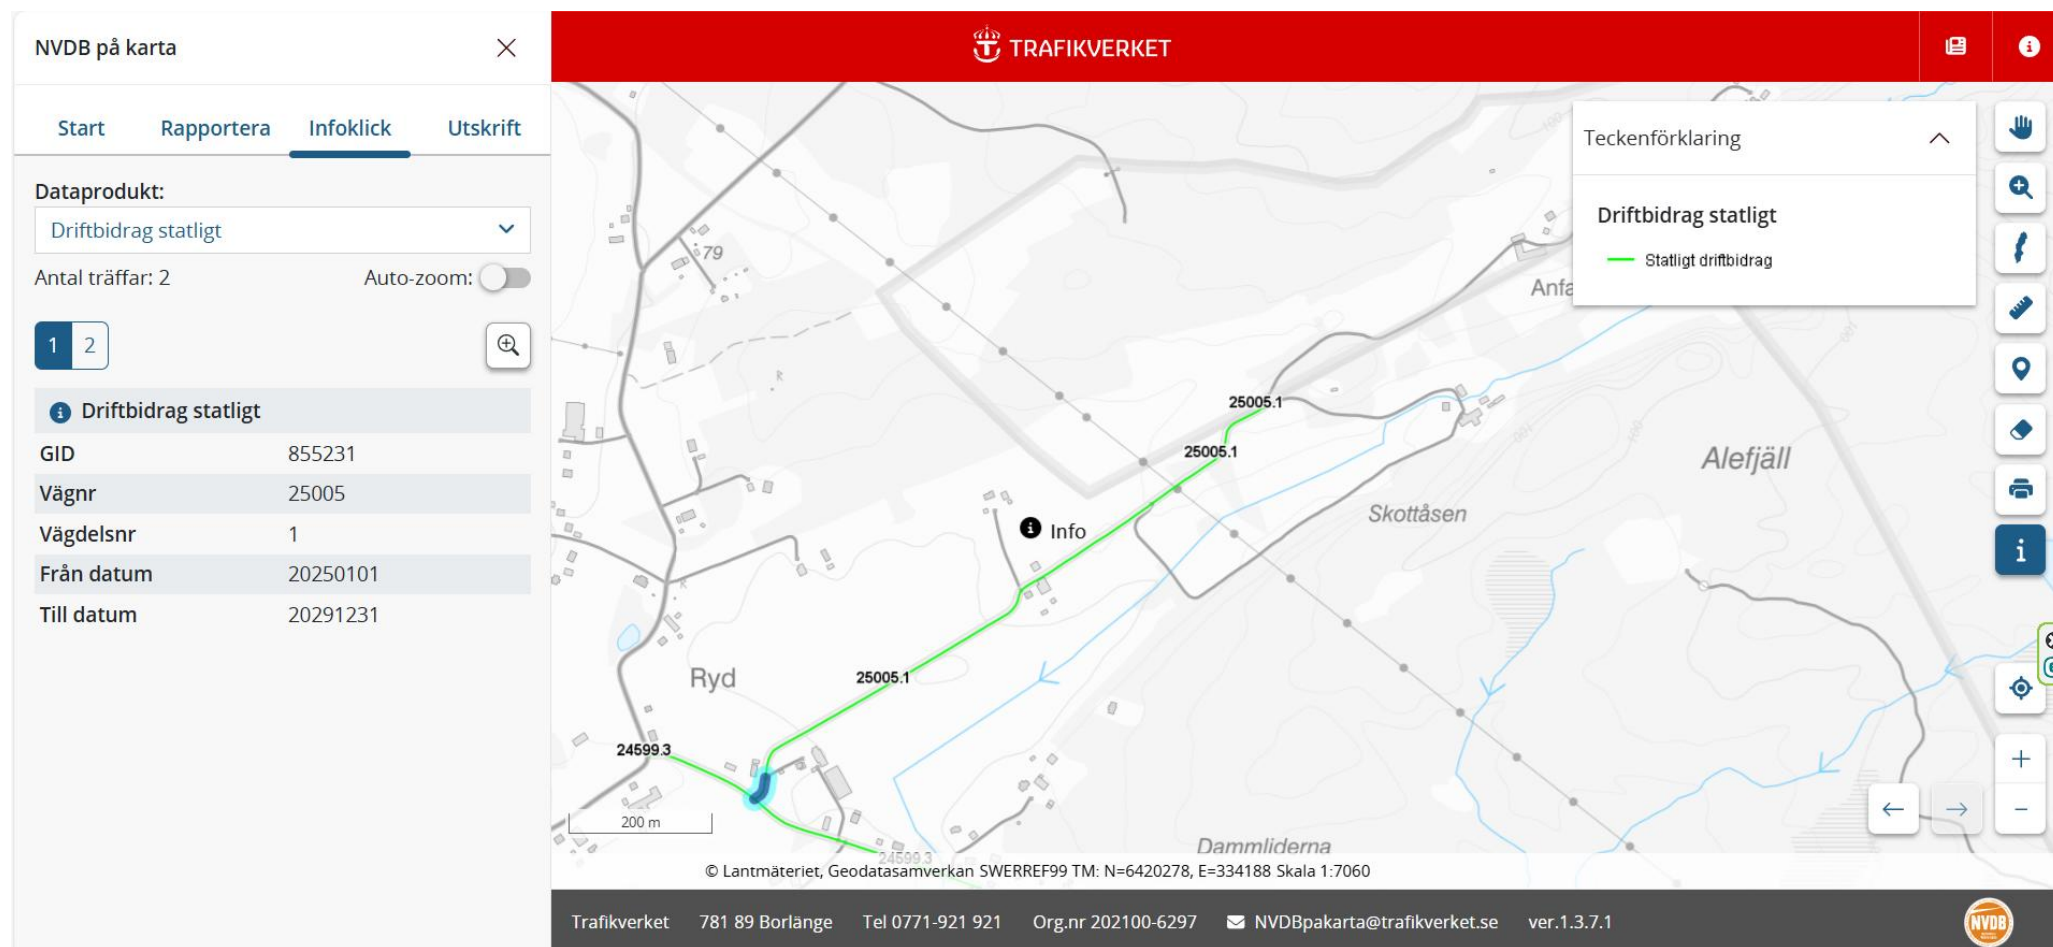 NVDB på karta
TRAFIKVERKET
Start Rapportera Infoklick Utskrift
Dataprodukt:
Driftbidrag statligt
Antal träffar: 2 Auto-zoom:
1 2
Driftbidrag statligt
GID 855231
Vägnr 25005
Vägdelsnr 1
Från datum 20250101
Till datum 20291231
Teckenförklaring
Driftbidrag statligt
Statligt driftbidrag
79
100
Anfa
25005.1
25005.1
Alefjäll
Skottåsen
Info
Ryd
25005.1
24599.3
200 m
Dammliderna
24599.3
© Lantmäteriet, Geodatasamverkan SWERREF99 TM: N=6420278, E=334188 Skala 1:7060
Trafikverket 781 89 Borlänge Tel 0771-921 921 Org.nr 202100-6297 NVDBpakarta@trafikverket.se ver.1.3.7.1
NVDB